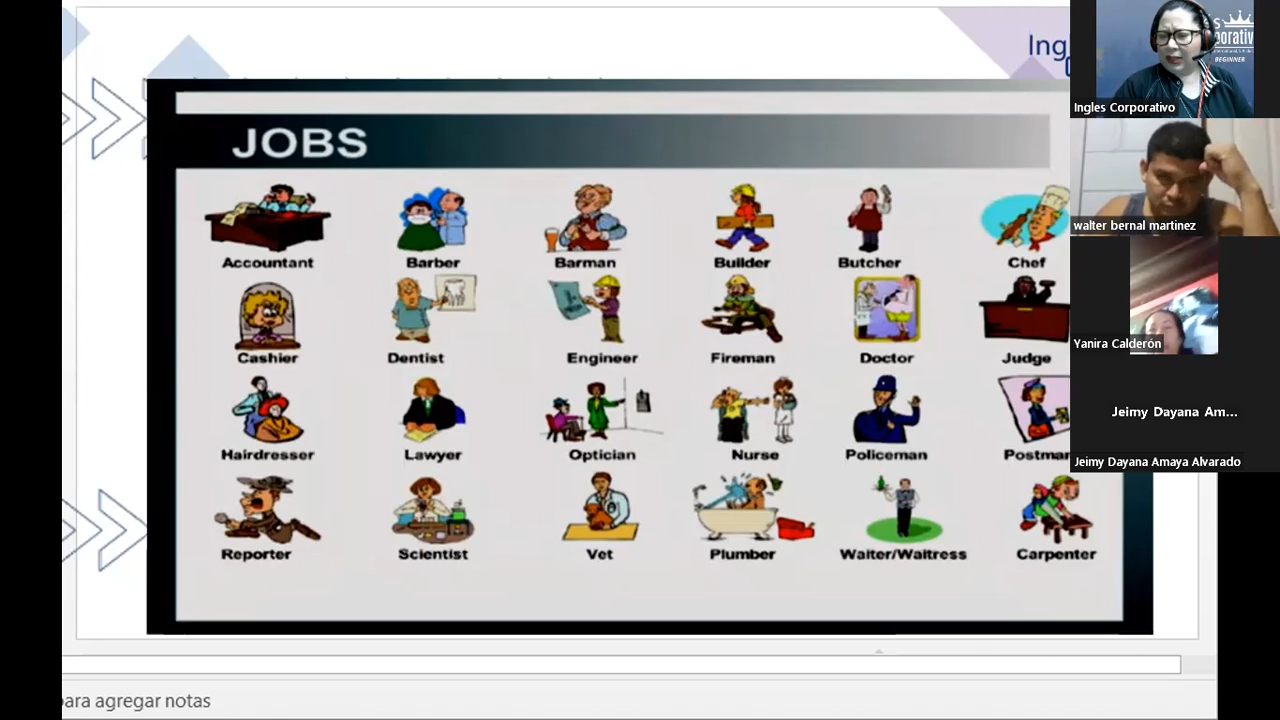 Ing
JOBS
Accountant Barber Barman Builder Butcher Chef
Cashier Dentist Engineer Fireman Doctor Judge
Hairdresser Lawyer Optician Nurse Policeman Postman
Reporter Scientist Vet Plumber Waiter/Waitress Carpenter
para agregar notas
BEGINNER
Ingles Corporativo
walter bernal martinez
Yanira Calderón
Jeimy Dayana Am...
Jeimy Dayana Amaya Alvarado